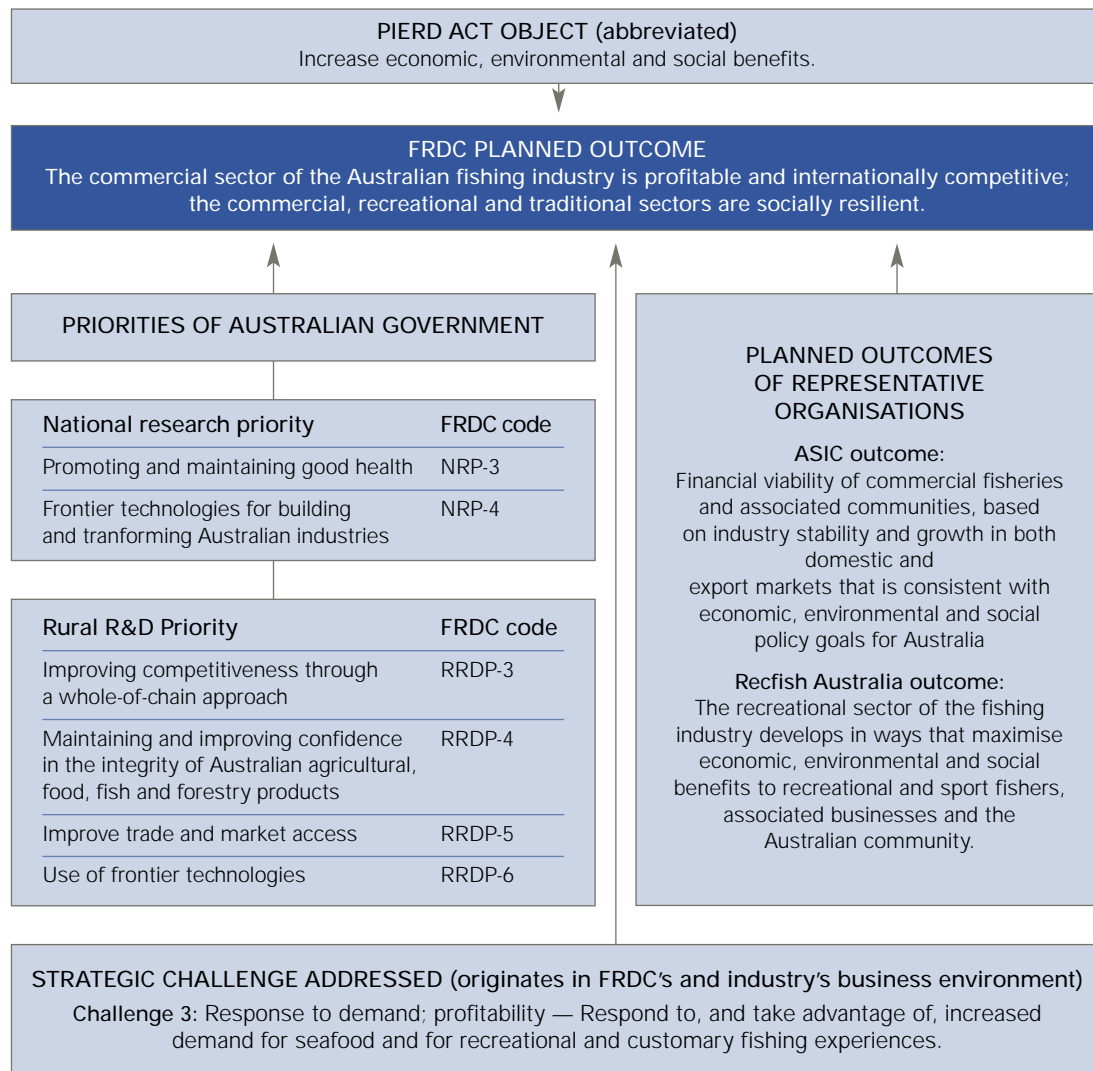 PIERD ACT OBJECT (abbreviated)
Increase economic, environmental and social benefits.
FRDC PLANNED OUTCOME
The commercial sector of the Australian fishing industry is profitable and internationally competitive;
the commercial, recreational and traditional sectors are socially resilient.
PRIORITIES OF AUSTRALIAN GOVERNMENT
National research priority FRDC code
Promoting and maintaining good health NRP-3
Frontier technologies for building NRP-4
and tranforming Australian industries
Rural R&D Priority FRDC code
Improving competitiveness through RRDP-3
a whole-of-chain approach
Maintaining and improving confidence RRDP-4
in the integrity of Australian agricultural,
food, fish and forestry products
Improve trade and market access RRDP-5
Use of frontier technologies RRDP-6
PLANNED OUTCOMES
OF REPRESENTATIVE
ORGANISATIONS
ASIC outcome:
Financial viability of commercial fisheries
and associated communities, based
on industry stability and growth in both
domestic and
export markets that is consistent with
economic, environmental and social
policy goals for Australia
Recfish Australia outcome:
The recreational sector of the fishing
industry develops in ways that maximise
economic, environmental and social
benefits to recreational and sport fishers,
associated businesses and the
Australian community.
STRATEGIC CHALLENGE ADDRESSED (originates in FRDC's and industry's business environment)
Challenge 3: Response to demand; profitability — Respond to, and take advantage of, increased
demand for seafood and for recreational and customary fishing experiences.